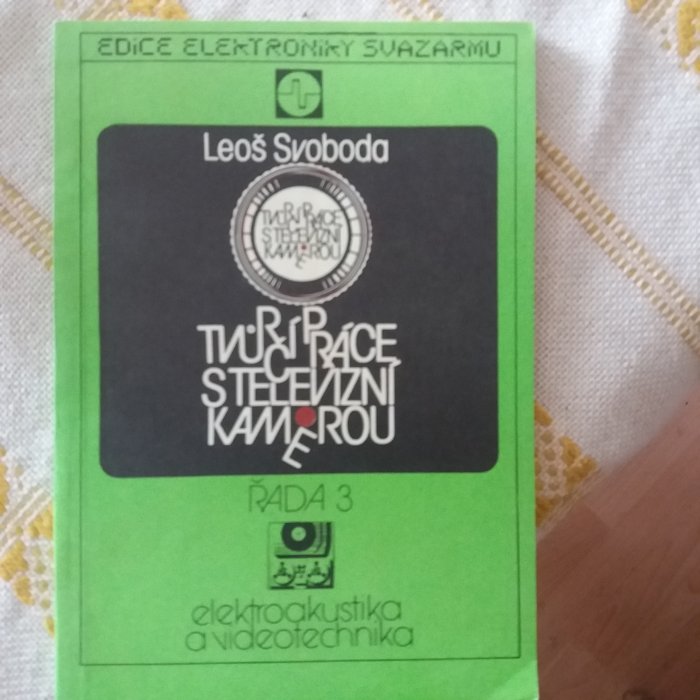 EDICE ELEKTRONIKY SVAZARMU
Leoš Svoboda
TVŮRČÍ PRÁCE
S TELEVIZNÍ
KAMEROU
TVŮRČÍ PRÁCE
S TELEVIZNÍ
KAMEROU
ŘADA 3
elektroakustika
a videotechnika